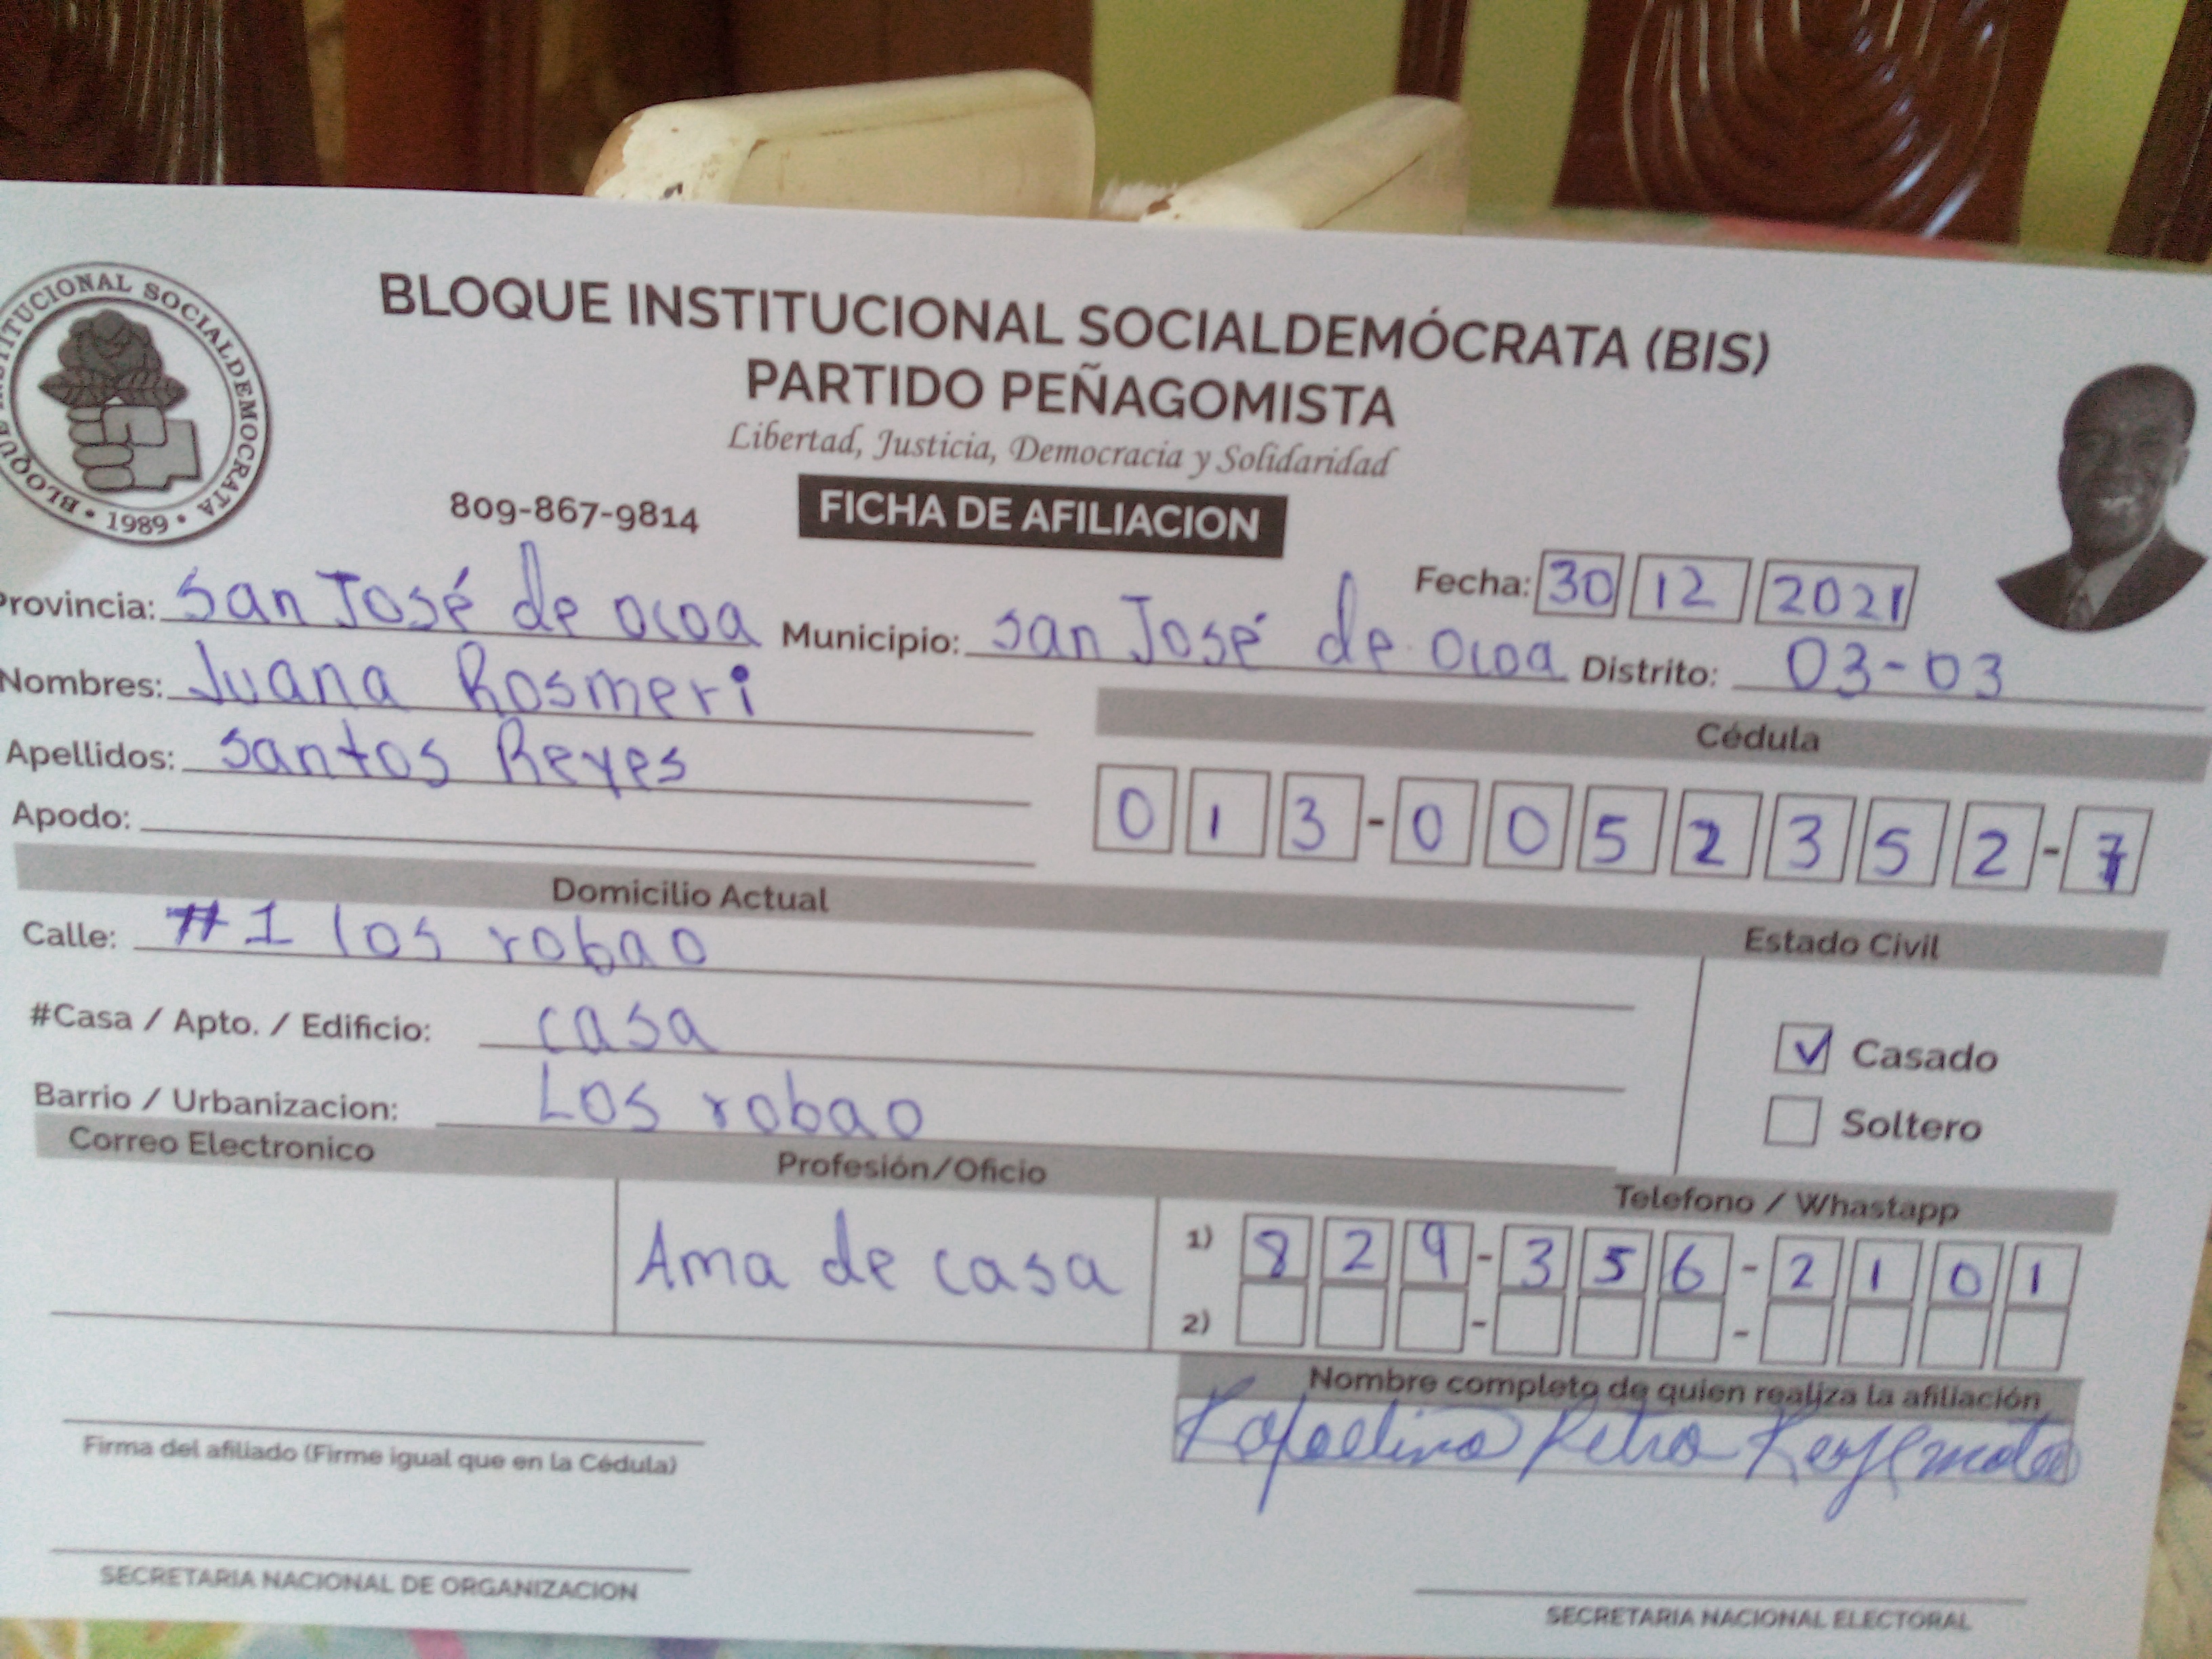 BLOQUE INSTITUCIONAL SOCIALDEMOCRATA
• 1989 •
BLOQUE INSTITUCIONAL SOCIALDEMÓCRATA (BIS)
PARTIDO PEÑAGOMISTA
Libertad, Justicia, Democracia y Solidaridad
809-867-9814 FICHA DE AFILIACION
Fecha: 30 12 2021
Provincia: San José de ocoa Municipio: San José de ocoa Distrito: 03-03
Nombres: Juana Rosmeri
Cédula
Apellidos: Santos Reyes
013-0052352-7
Apodo:
Domicilio Actual
Estado Civil
Calle: #1 los robao
#Casa / Apto. / Edificio: casa
Casado
Barrio / Urbanizacion: Los robao
Soltero
Correo Electronico Profesión/Oficio Telefono / Whastapp
Ama de casa
1) 829-356-2101
2) - -
Nombre completo de quien realiza la afiliación
Rafaelina Petra
Firma del afiliado (Firme igual que en la Cédula)
SECRETARIA NACIONAL DE ORGANIZACION
SECRETARIA NACIONAL ELECTORAL